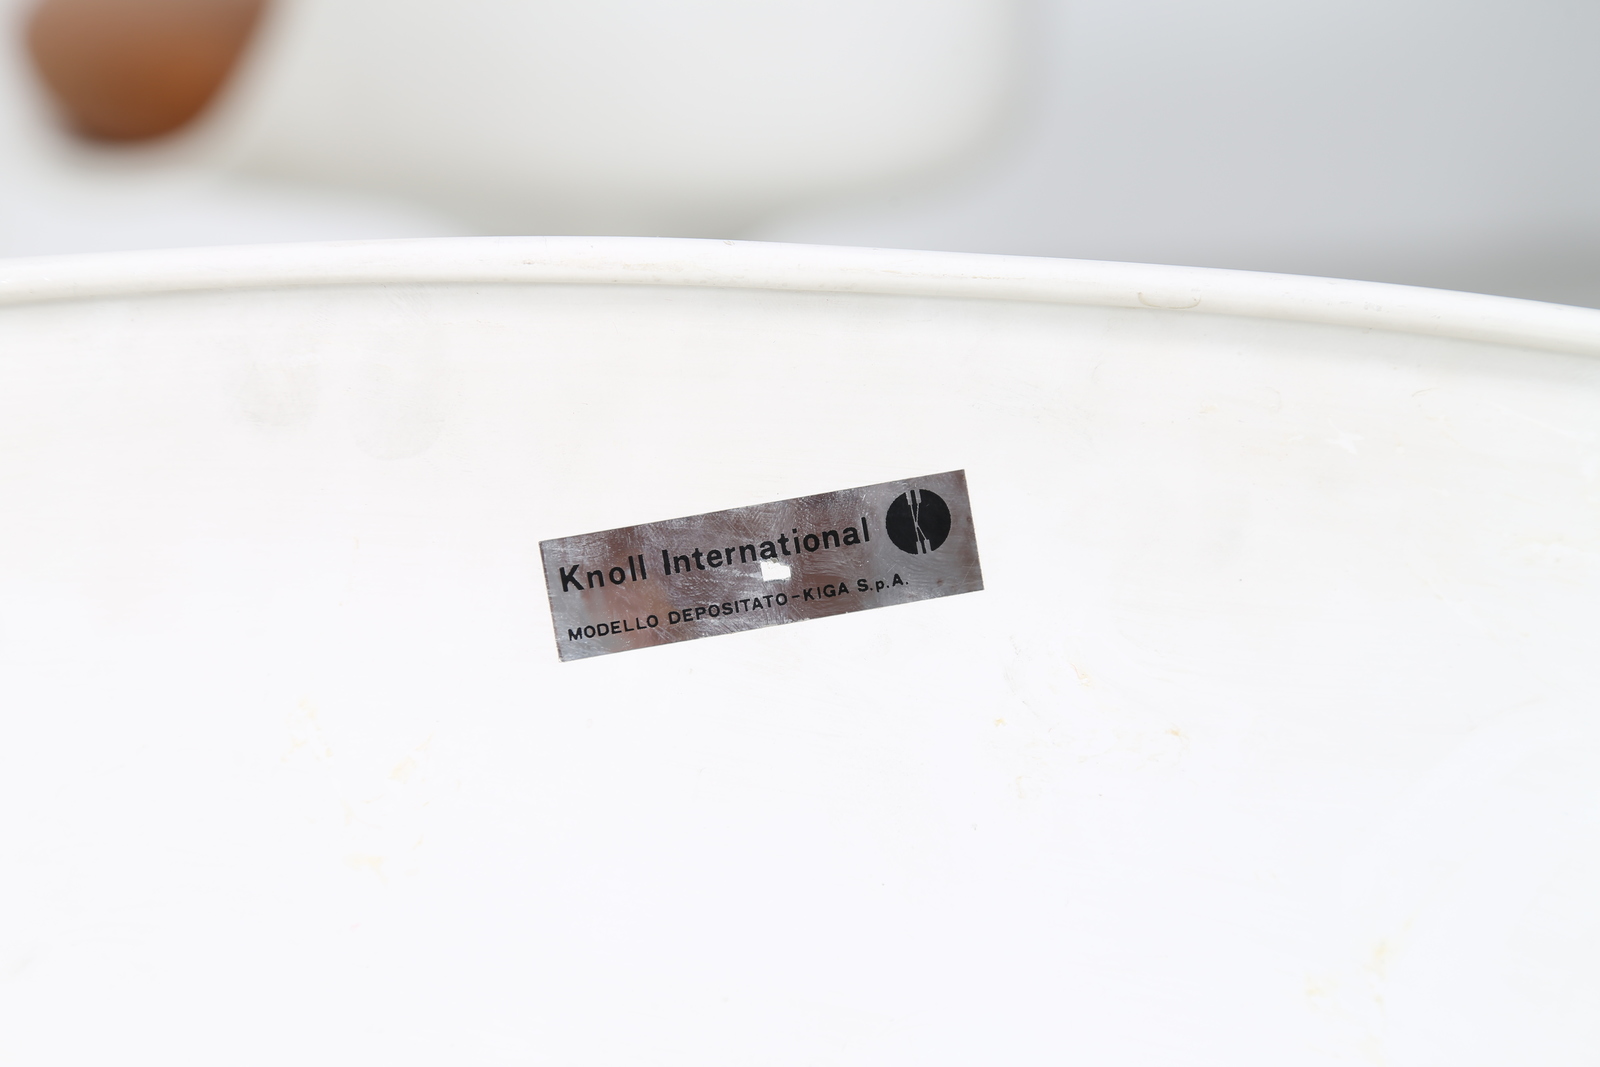 Knoll International
MODELLO DEPOSITATO-KIGA S.p.A.